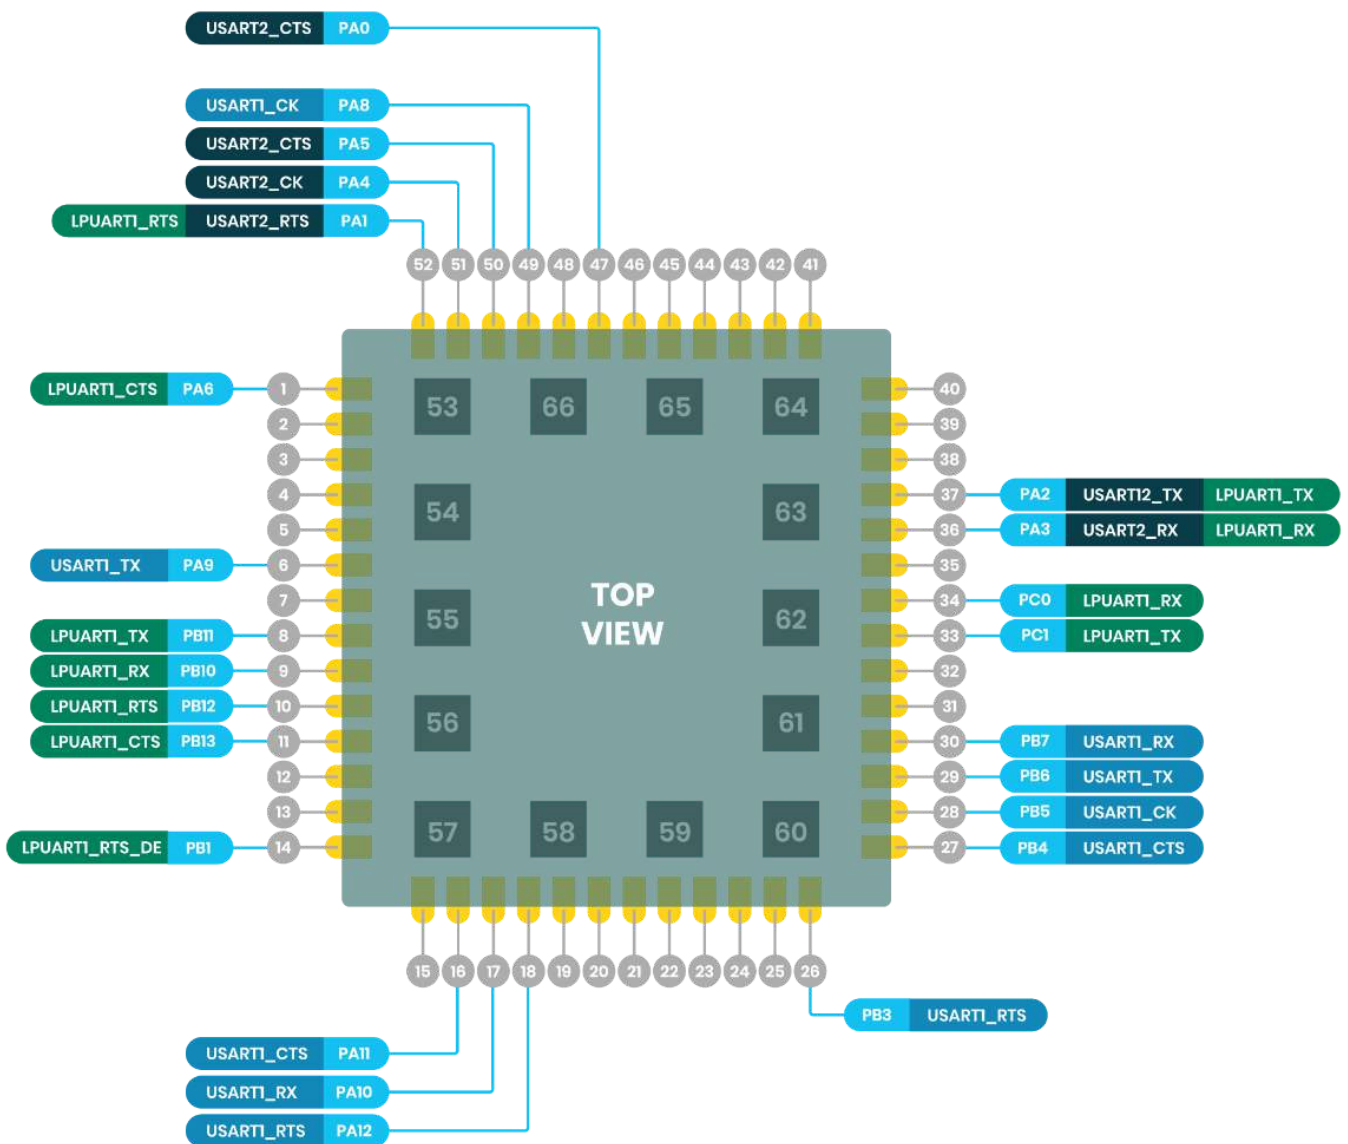 USART2_CTS PA0
USART1_CK PA8
USART2_CTS PA5
USART2_CK PA4
LPUART1_RTS USART2_RTS PA1
52 51 50 49 48 47 46 45 44 43 42 41
LPUART1_CTS PA6 1
2
3
4
5
USART1_TX PA9 6
7
LPUART1_TX PB11 8
LPUART1_RX PB10 9
LPUART1_RTS PB12 10
LPUART1_CTS PB13 11
12
13
LPUART1_RTS_DE PB1 14
53 66 65 64
54 63
55 62
56 61
57 58 59 60
TOP
VIEW
40
39
38
37 PA2 USART12_TX LPUART1_TX
36 PA3 USART2_RX LPUART1_RX
35
34 PC0 LPUART1_RX
33 PC1 LPUART1_TX
32
31
30 PB7 USART1_RX
29 PB6 USART1_TX
28 PB5 USART1_CK
27 PB4 USART1_CTS
15 16 17 18 19 20 21 22 23 24 25 26
PB3 USART1_RTS
USART1_CTS PA11
USART1_RX PA10
USART1_RTS PA12